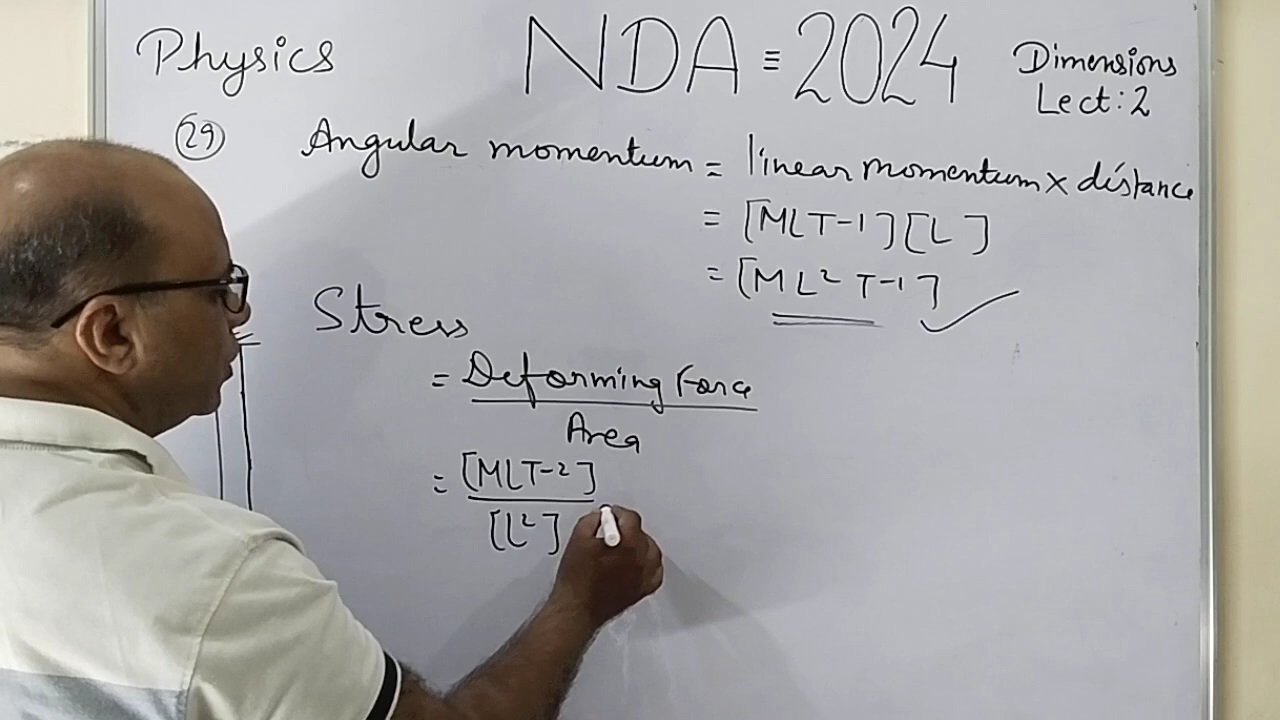 Physics
NDA = 2024
Dimensions
Lect: 2
29
Angular momentum = linear momentum × distance
= [MLT-1][L]
= [ML² T-1]
Stress
= Deforming Force
Area
= [MLT-2]
[L²]